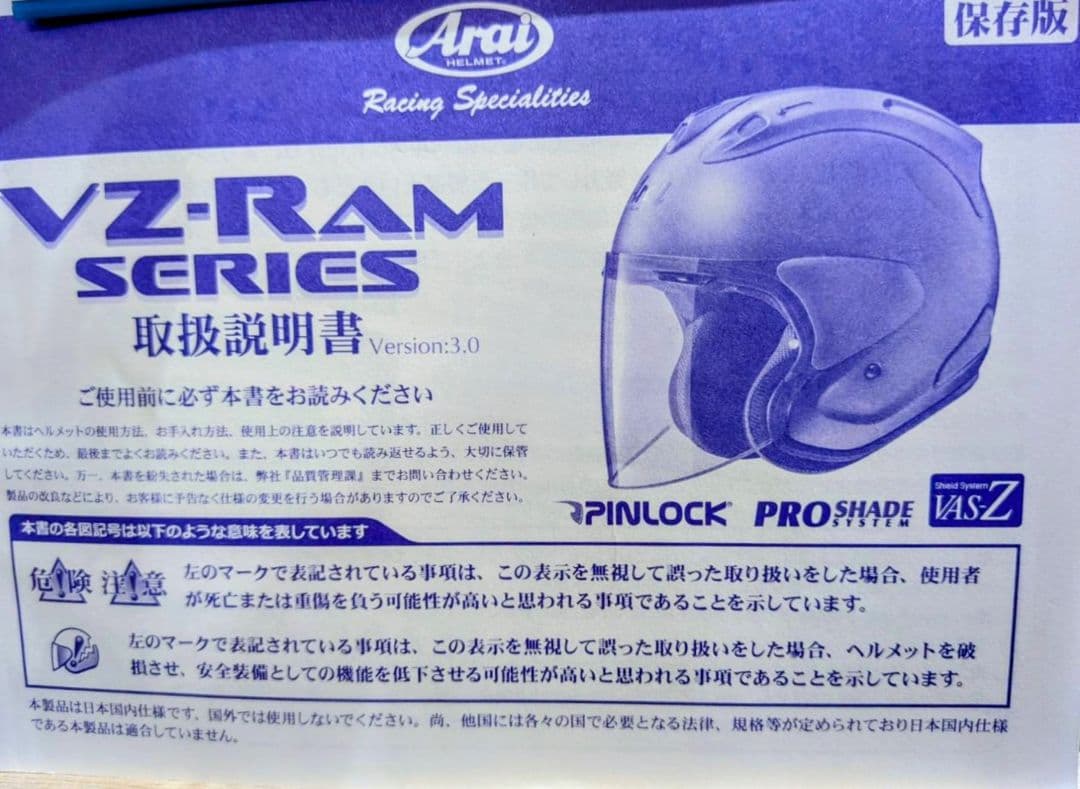 Arai
HELMET
保存版
Racing Specialities
VZ-RAM
SERIES
取扱説明書 Version:3.0
ご使用前に必ず本書をお読みください
本書はヘルメットの使用方法、お手入れ方法、使用上の注意を説明しています。正しくご使用して
いただくため、最後までよくお読みください。また、本書はいつでも読み返せるよう、大切に保管
してください。万一、本書を紛失された場合は、弊社『品質管理課』までお問い合わせください。
製品の改良などにより、お客様に予告なく仕様の変更を行う場合がありますのでご了承ください。
PINLOCK PRO SHADE SYSTEM Shield System VAS-Z
本書の各図記号は以下のような意味を表しています
危険 注意 左のマークで表記されている事項は、この表示を無視して誤った取り扱いをした場合、使用者
が死亡または重傷を負う可能性が高いと思われる事項であることを示しています。
左のマークで表記されている事項は、この表示を無視して誤った取り扱いをした場合、ヘルメットを破
損させ、安全装備としての機能を低下させる可能性が高いと思われる事項であることを示しています。
本製品は日本国内仕様です。国外では使用しないでください。尚、他国には各々の国で必要となる法律、規格等が定められており日本国内仕様
である本製品は適合していません。